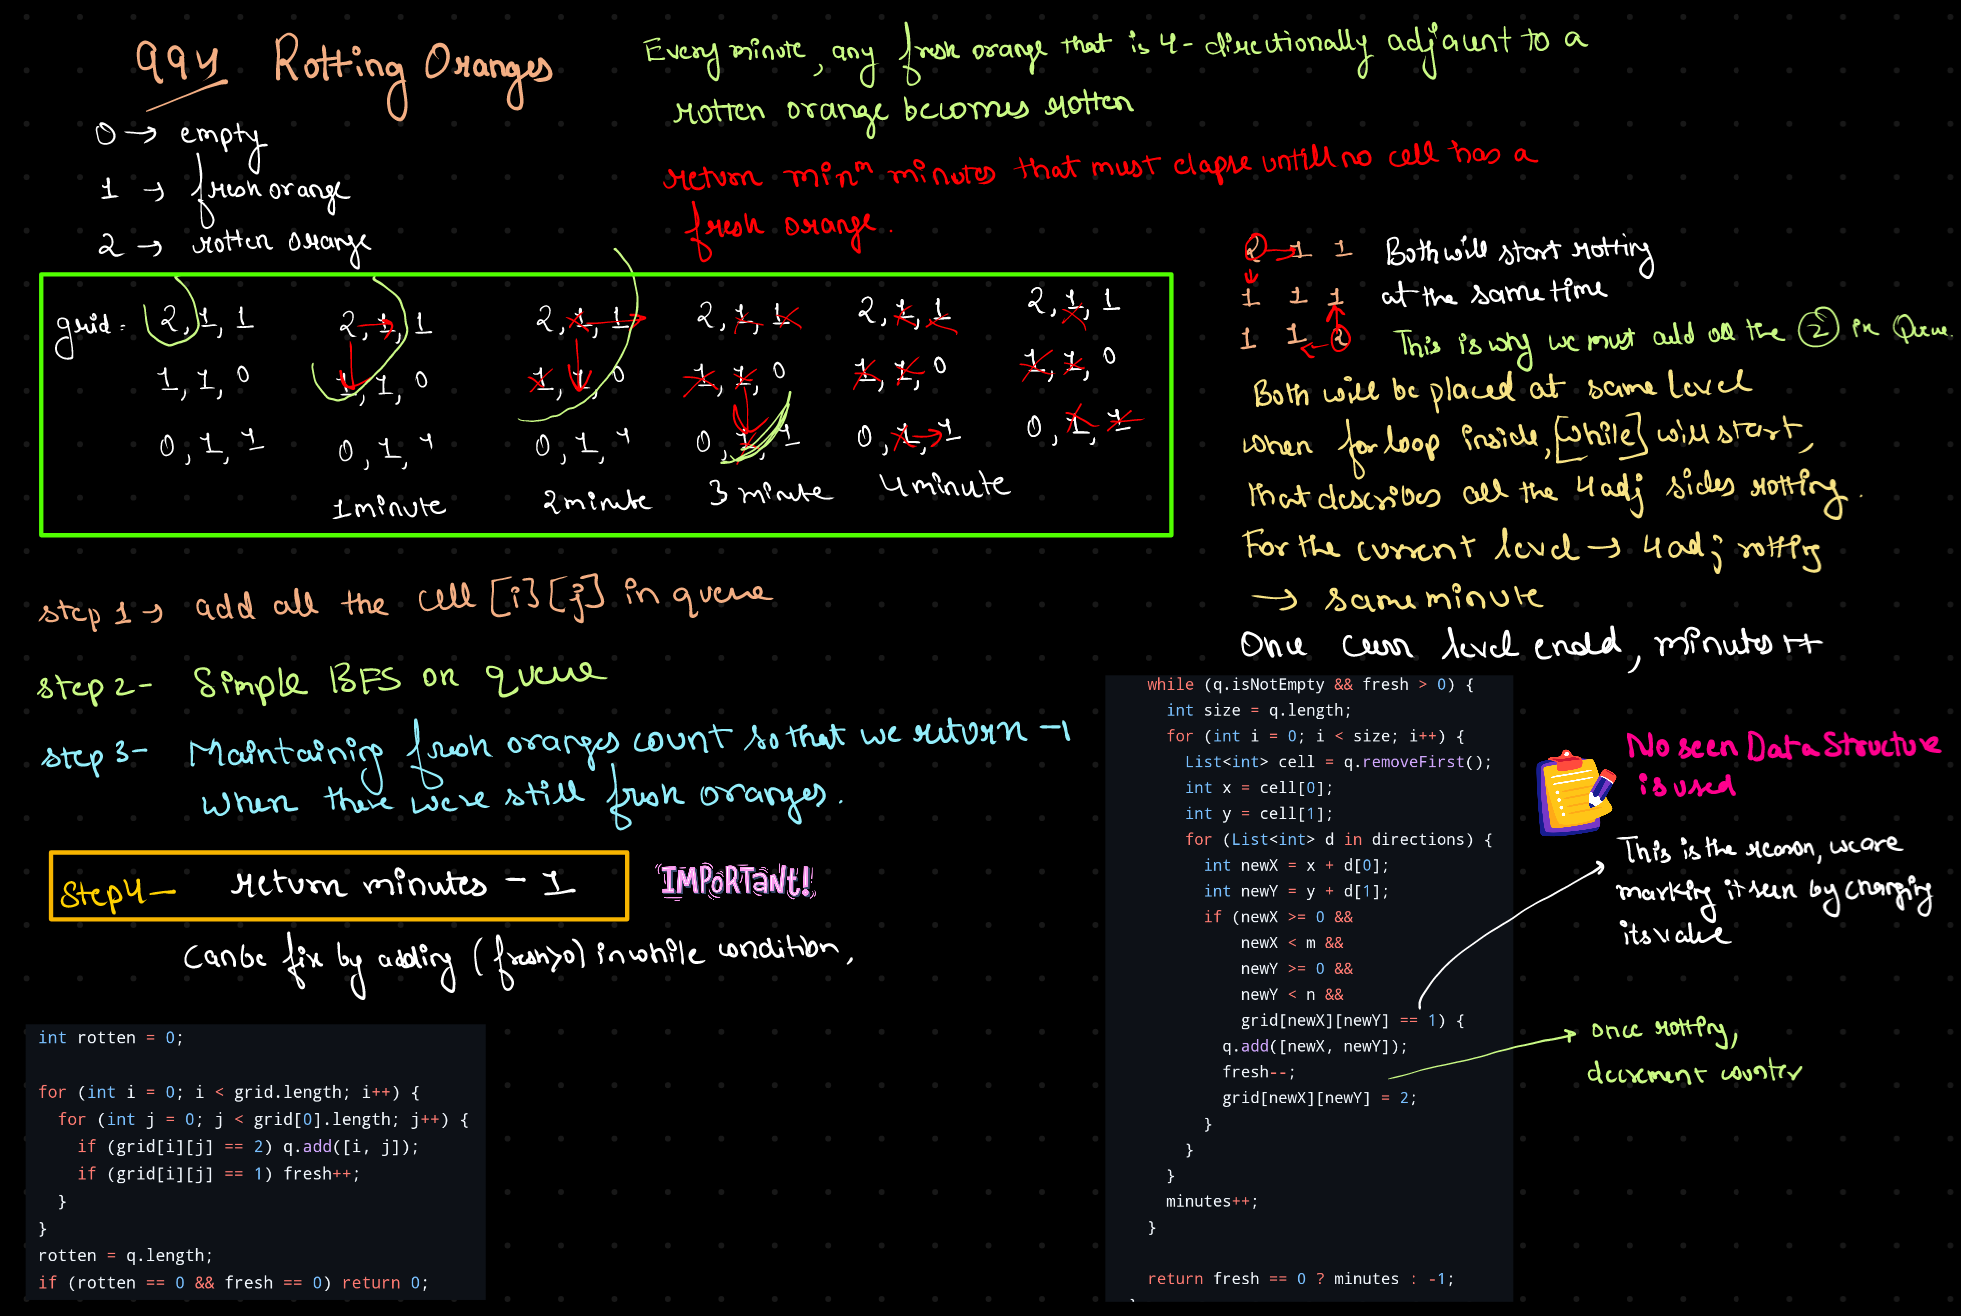 994 Rotting Oranges
0 → empty
1 → fresh orange
2 → rotten orange
Every minute, any fresh orange that is 4-directionally adjacent to a
rotten orange becomes rotten
return minᵐ minutes that must elapse untill no cell has a
fresh orange.
grid = 2, 1, 1
1, 1, 0
0, 1, 1
2, 1, 1
1, 1, 0
0, 1, 1
1 minute
2, 1, 1
1, 1, 0
0, 1, 1
2 minute
2, 1, 1
1, 1, 0
0, 1, 1
3 minute
2, 1, 1
1, 1, 0
0, 1, 1
4 minute
2, 1, 1
1, 1, 0
0, 1, 1
2 1 1 Both will start rotting
1 1 1 at the same time
1 1 2 This is why we must add all the 2 in Queue.
Both will be placed at same level
when for loop inside, [while] will start,
that describes all the 4 adj sides rotting.
For the current level → 4 adj rotting
→ same minute
Once curr level ended, minutes ++
step 1 → add all the cell [i][j] in queue
step 2 - Simple BFS on queue
step 3 - Maintaining fresh oranges count so that we return -1
when there were still fresh oranges.
Step 4 - return minutes - 1
IMPORTANT!
Can be fix by adding (fresh>0) in while condition,
int rotten = 0;
for (int i = 0; i < grid.length; i++) {
for (int j = 0; j < grid[0].length; j++) {
if (grid[i][j] == 2) q.add([i, j]);
if (grid[i][j] == 1) fresh++;
}
}
rotten = q.length;
if (rotten == 0 && fresh == 0) return 0;
while (q.isNotEmpty && fresh > 0) {
int size = q.length;
for (int i = 0; i < size; i++) {
List<int> cell = q.removeFirst();
int x = cell[0];
int y = cell[1];
for (List<int> d in directions) {
int newX = x + d[0];
int newY = y + d[1];
if (newX >= 0 &&
newX < m &&
newY >= 0 &&
newY < n &&
grid[newX][newY] == 1) {
q.add([newX, newY]);
fresh--;
grid[newX][newY] = 2;
}
}
}
minutes++;
}
return fresh == 0 ? minutes : -1;
No seen Data Structure
is used
This is the reason, we are
marking it seen by changing
its value
once rotting,
decrement counter